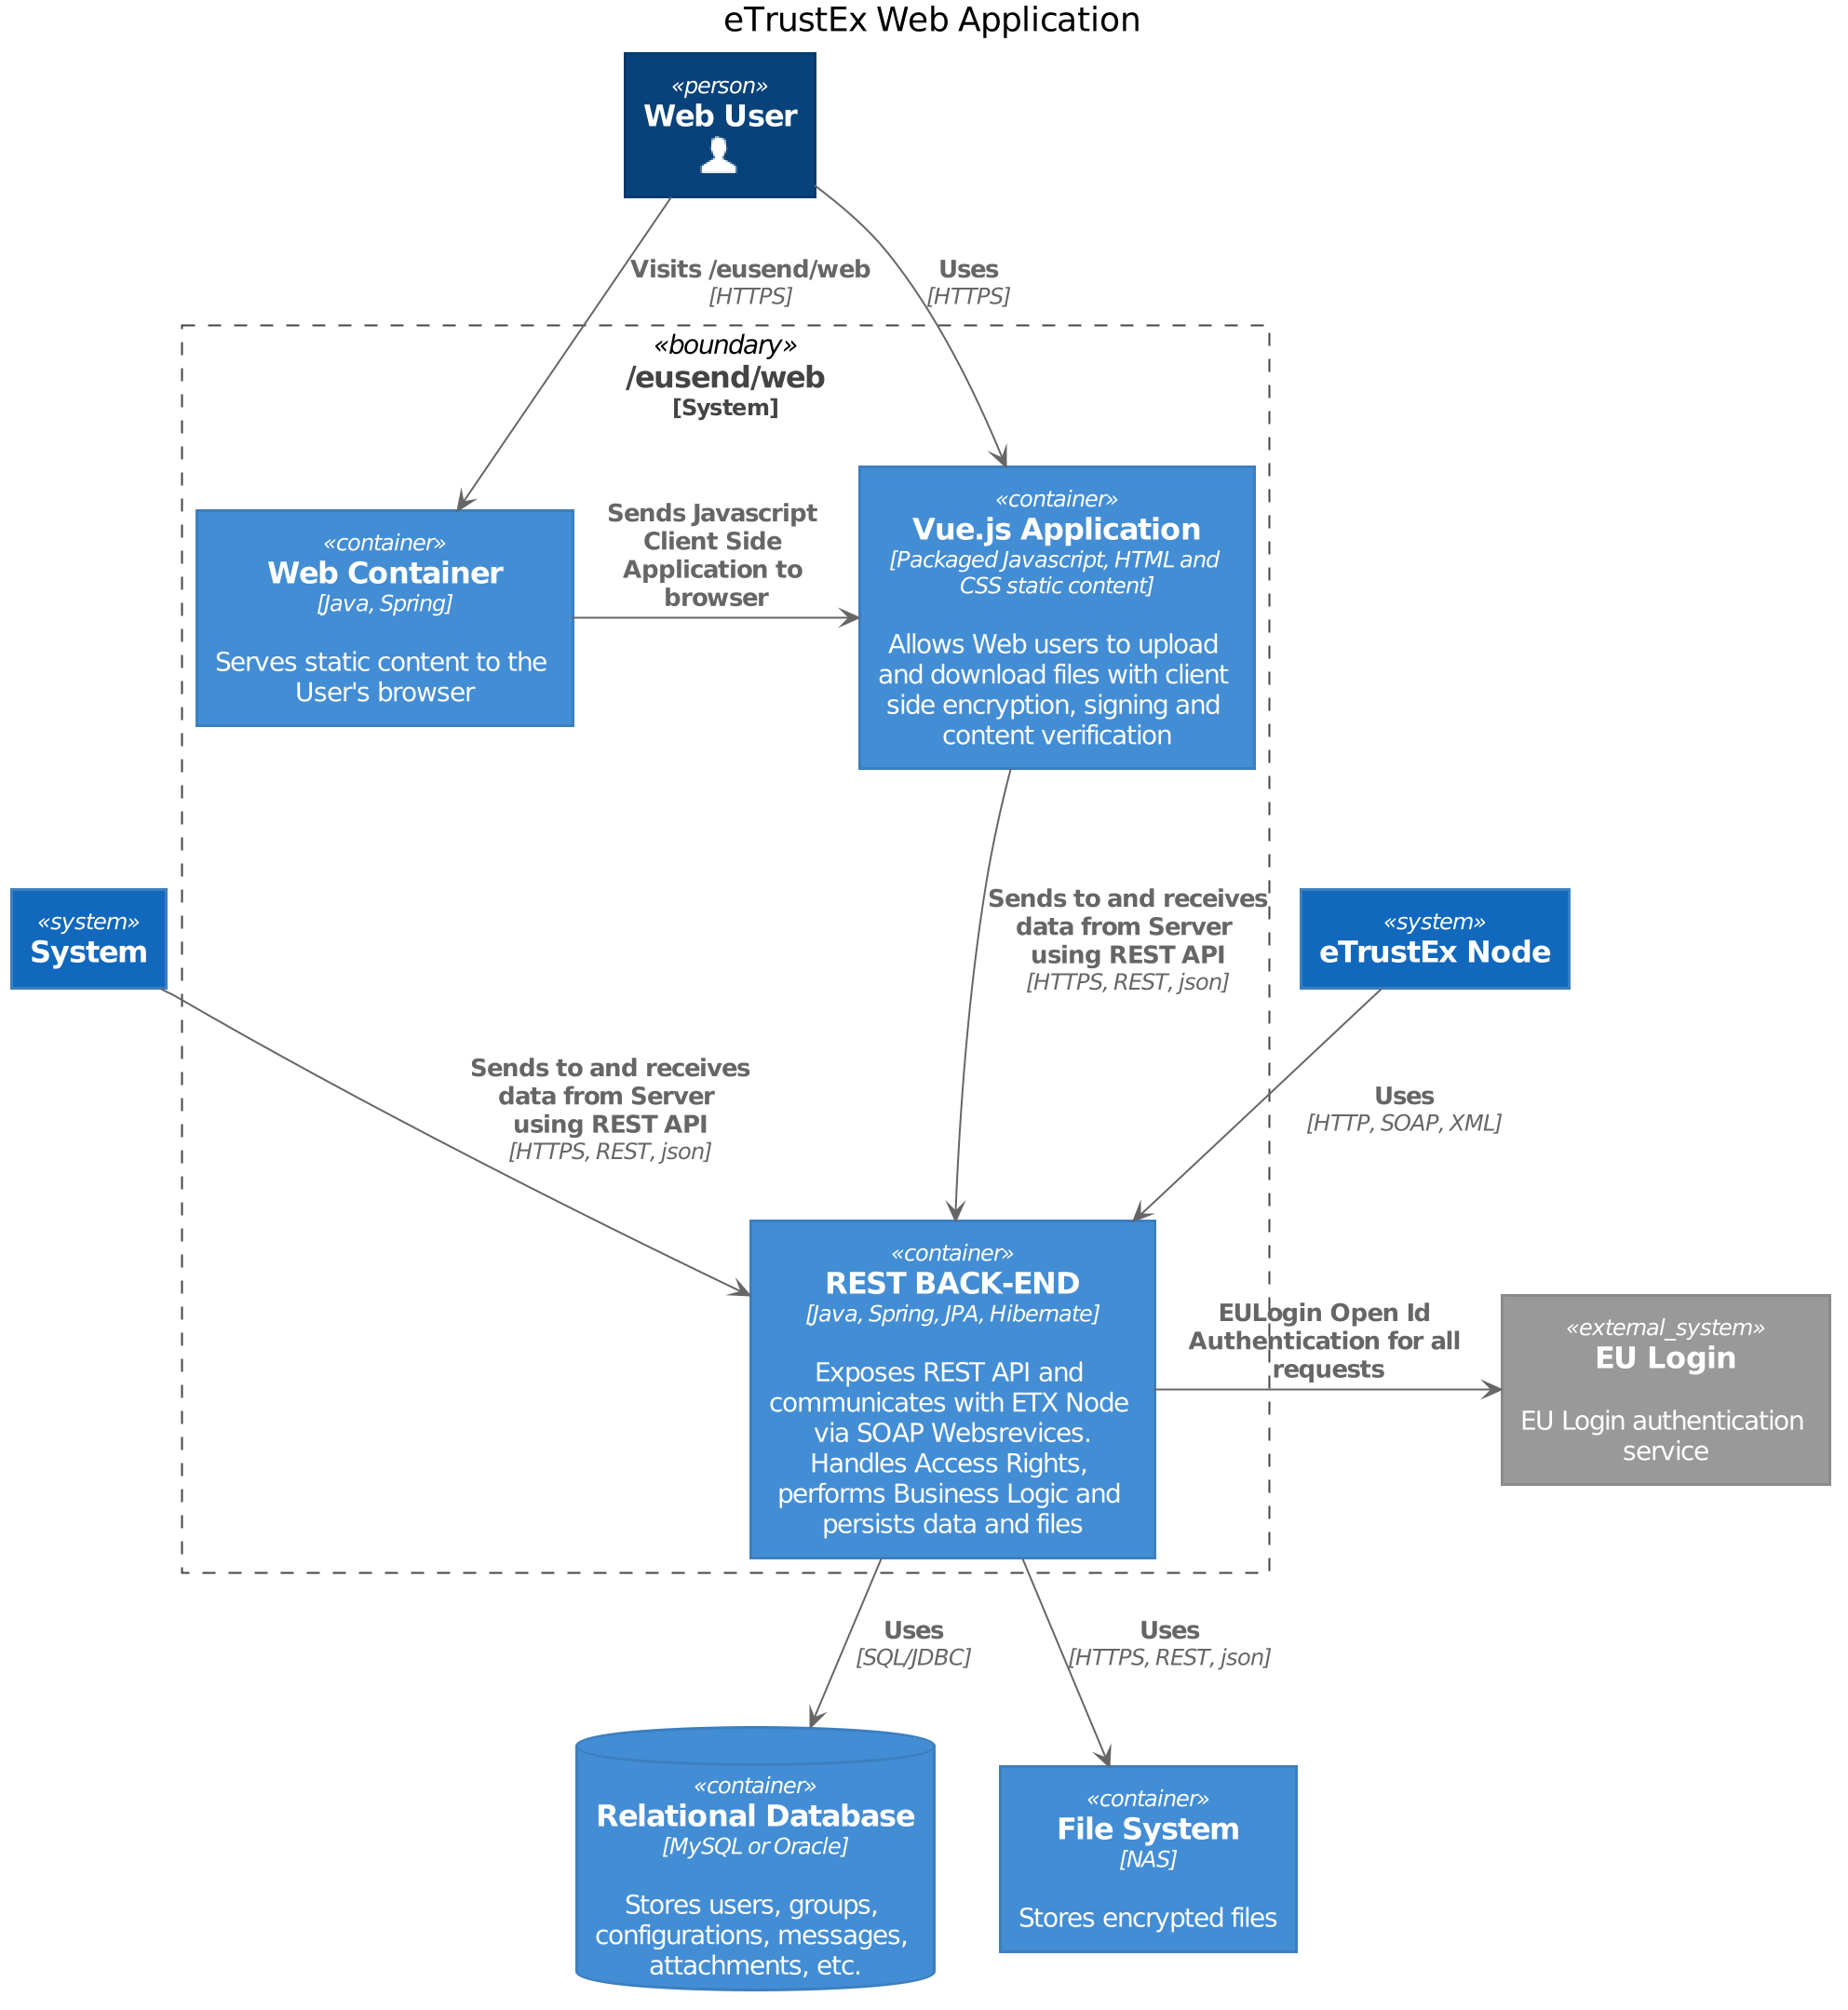 eTrustEx Web Application
«person»
Web User
Visits /eusend/web
[HTTPS]
Uses
[HTTPS]
«boundary»
/eusend/web
[System]
«container»
Web Container
[Java, Spring]
Serves static content to the
User's browser
Sends Javascript
Client Side
Application to
browser
«container»
Vue.js Application
[Packaged Javascript, HTML and
CSS static content]
Allows Web users to upload
and download files with client
side encryption, signing and
content verification
«system»
System
Sends to and receives
data from Server
using REST API
[HTTPS, REST, json]
«system»
eTrustEx Node
Sends to and receives
data from Server
using REST API
[HTTPS, REST, json]
Uses
[HTTP, SOAP, XML]
«container»
REST BACK-END
[Java, Spring, JPA, Hibernate]
Exposes REST API and
communicates with ETX Node
via SOAP Websrevices.
Handles Access Rights,
performs Business Logic and
persists data and files
EULogin Open Id
Authentication for all
requests
«external_system»
EU Login
EU Login authentication
service
Uses
[SQL/JDBC]
Uses
[HTTPS, REST, json]
«container»
Relational Database
[MySQL or Oracle]
Stores users, groups,
configurations, messages,
attachments, etc.
«container»
File System
[NAS]
Stores encrypted files